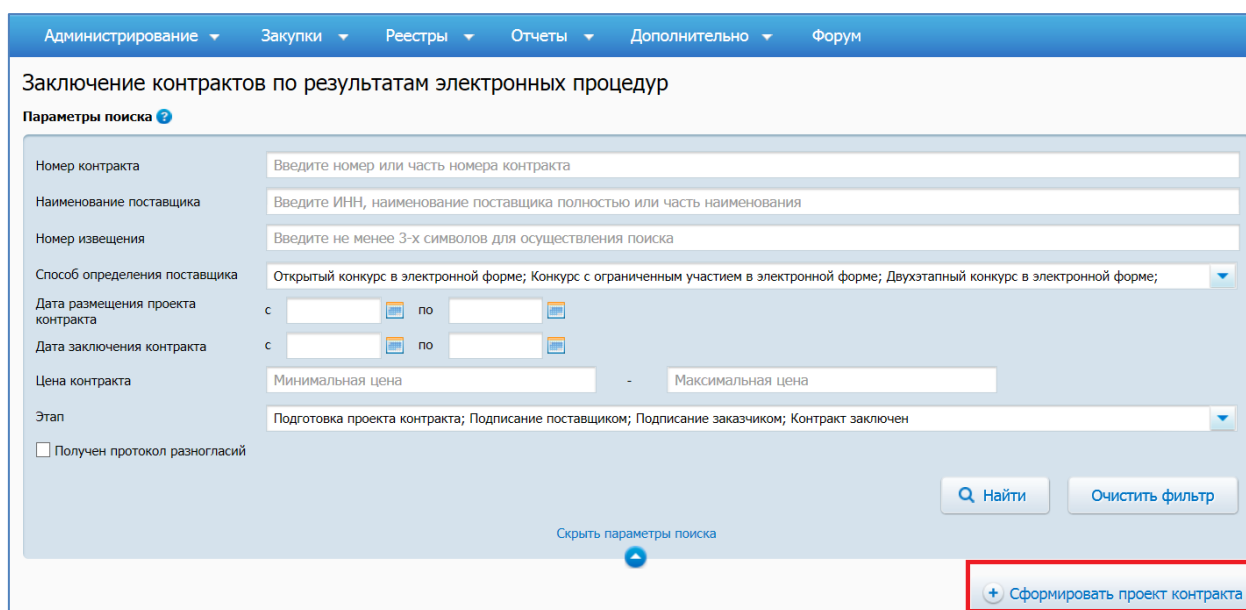 Администрирование Закупки Реестры Отчеты Дополнительно Форум
Заключение контрактов по результатам электронных процедур
Параметры поиска ?
Номер контракта Введите номер или часть номера контракта
Наименование поставщика Введите ИНН, наименование поставщика полностью или часть наименования
Номер извещения Введите не менее 3-х символов для осуществления поиска
Способ определения поставщика Открытый конкурс в электронной форме; Конкурс с ограниченным участием в электронной форме; Двухэтапный конкурс в электронной форме;
Дата размещения проекта
контракта с по
Дата заключения контракта с по
Цена контракта Минимальная цена - Максимальная цена
Этап Подготовка проекта контракта; Подписание поставщиком; Подписание заказчиком; Контракт заключен
Получен протокол разногласий
Найти Очистить фильтр
Скрыть параметры поиска
+ Сформировать проект контракта